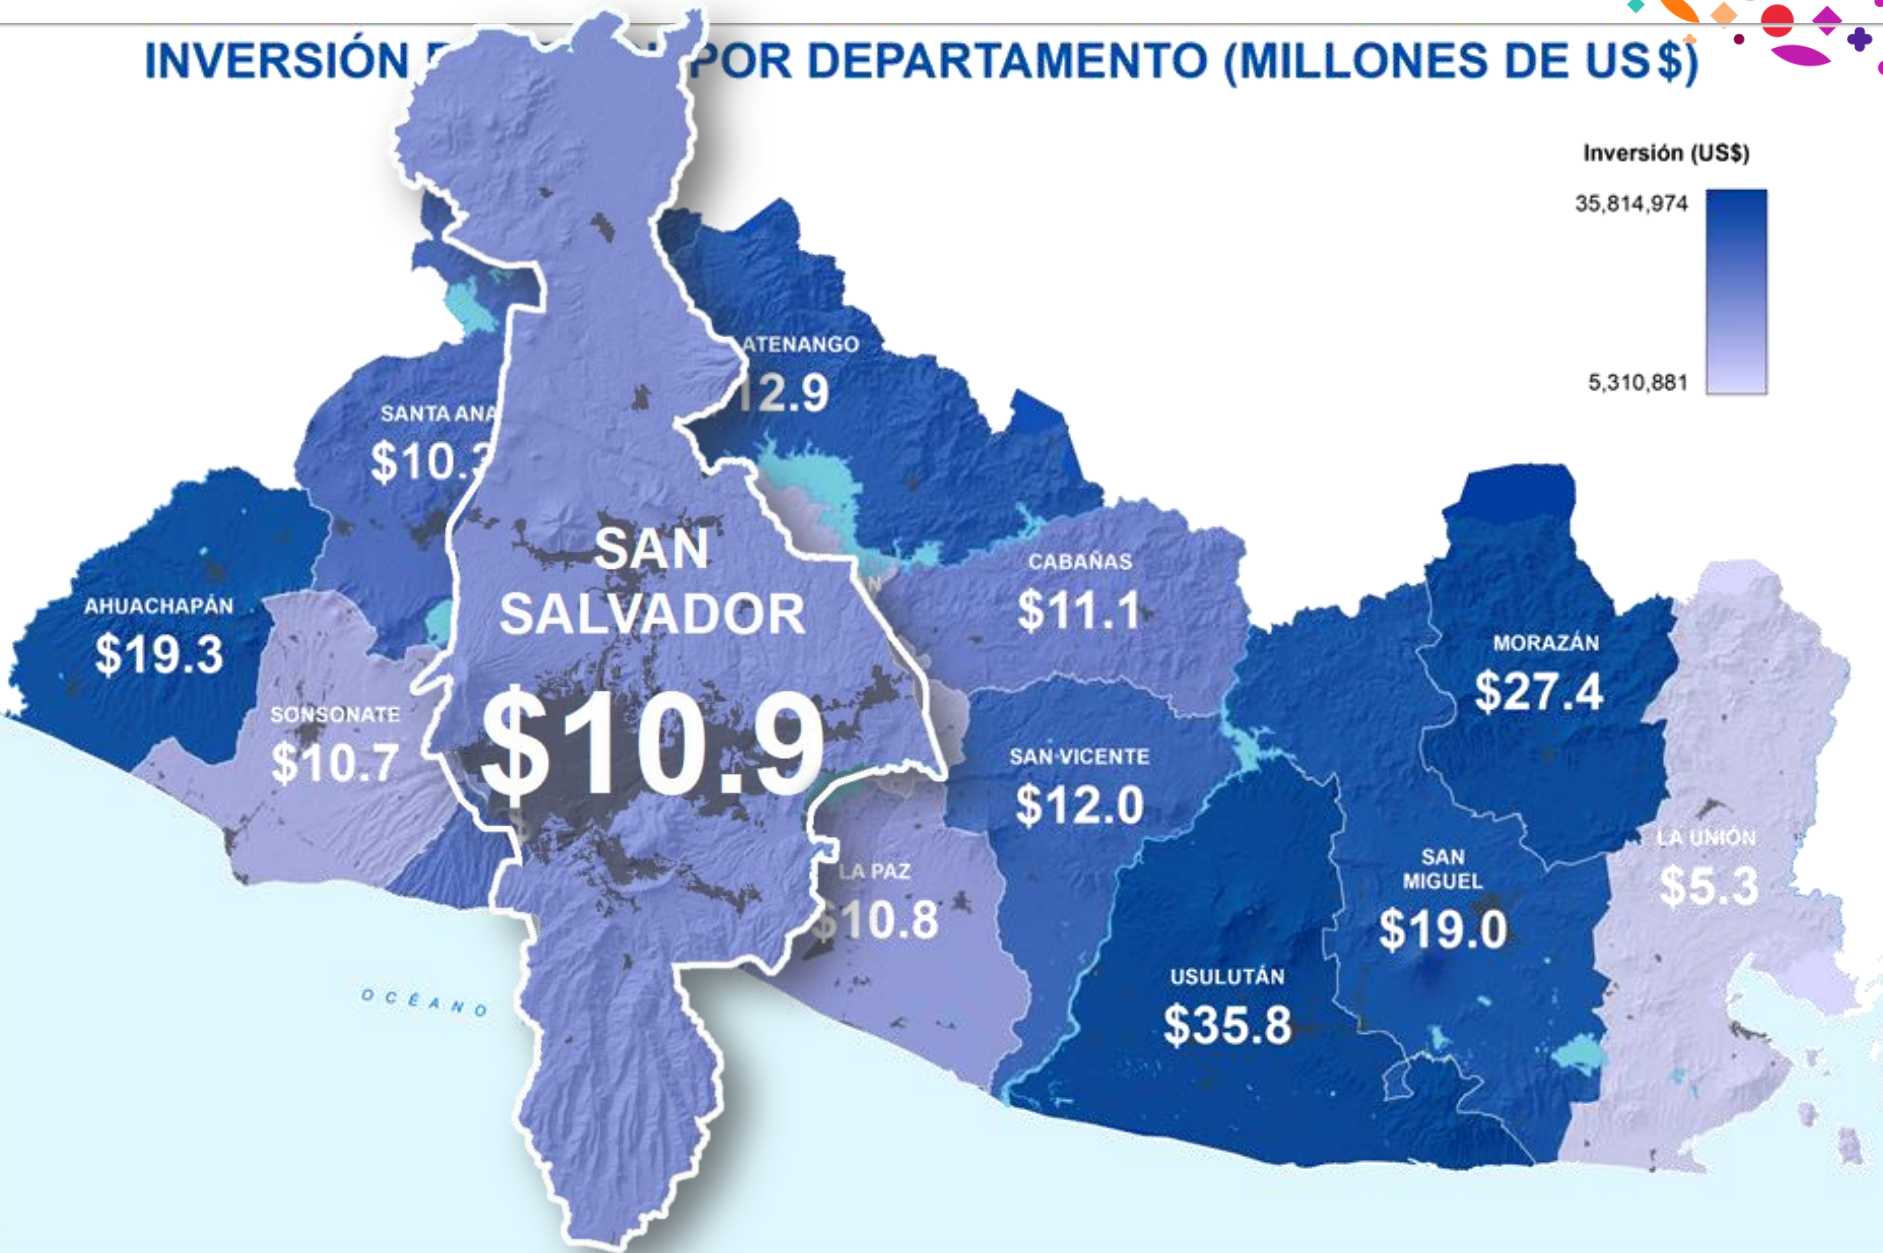 INVERSIÓN POR DEPARTAMENTO (MILLONES DE US$)
Inversión (US$)
35,814,974
5,310,881
ATENANGO
12.9
SANTA ANA
$10.3
SAN
SALVADOR
$10.9
CABAÑAS
$11.1
AHUACHAPÁN
$19.3
MORAZÁN
$27.4
SONSONATE
$10.7
SAN VICENTE
$12.0
LA UNIÓN
$5.3
LA PAZ
$10.8
SAN
MIGUEL
$19.0
USULUTÁN
$35.8
OCÉANO